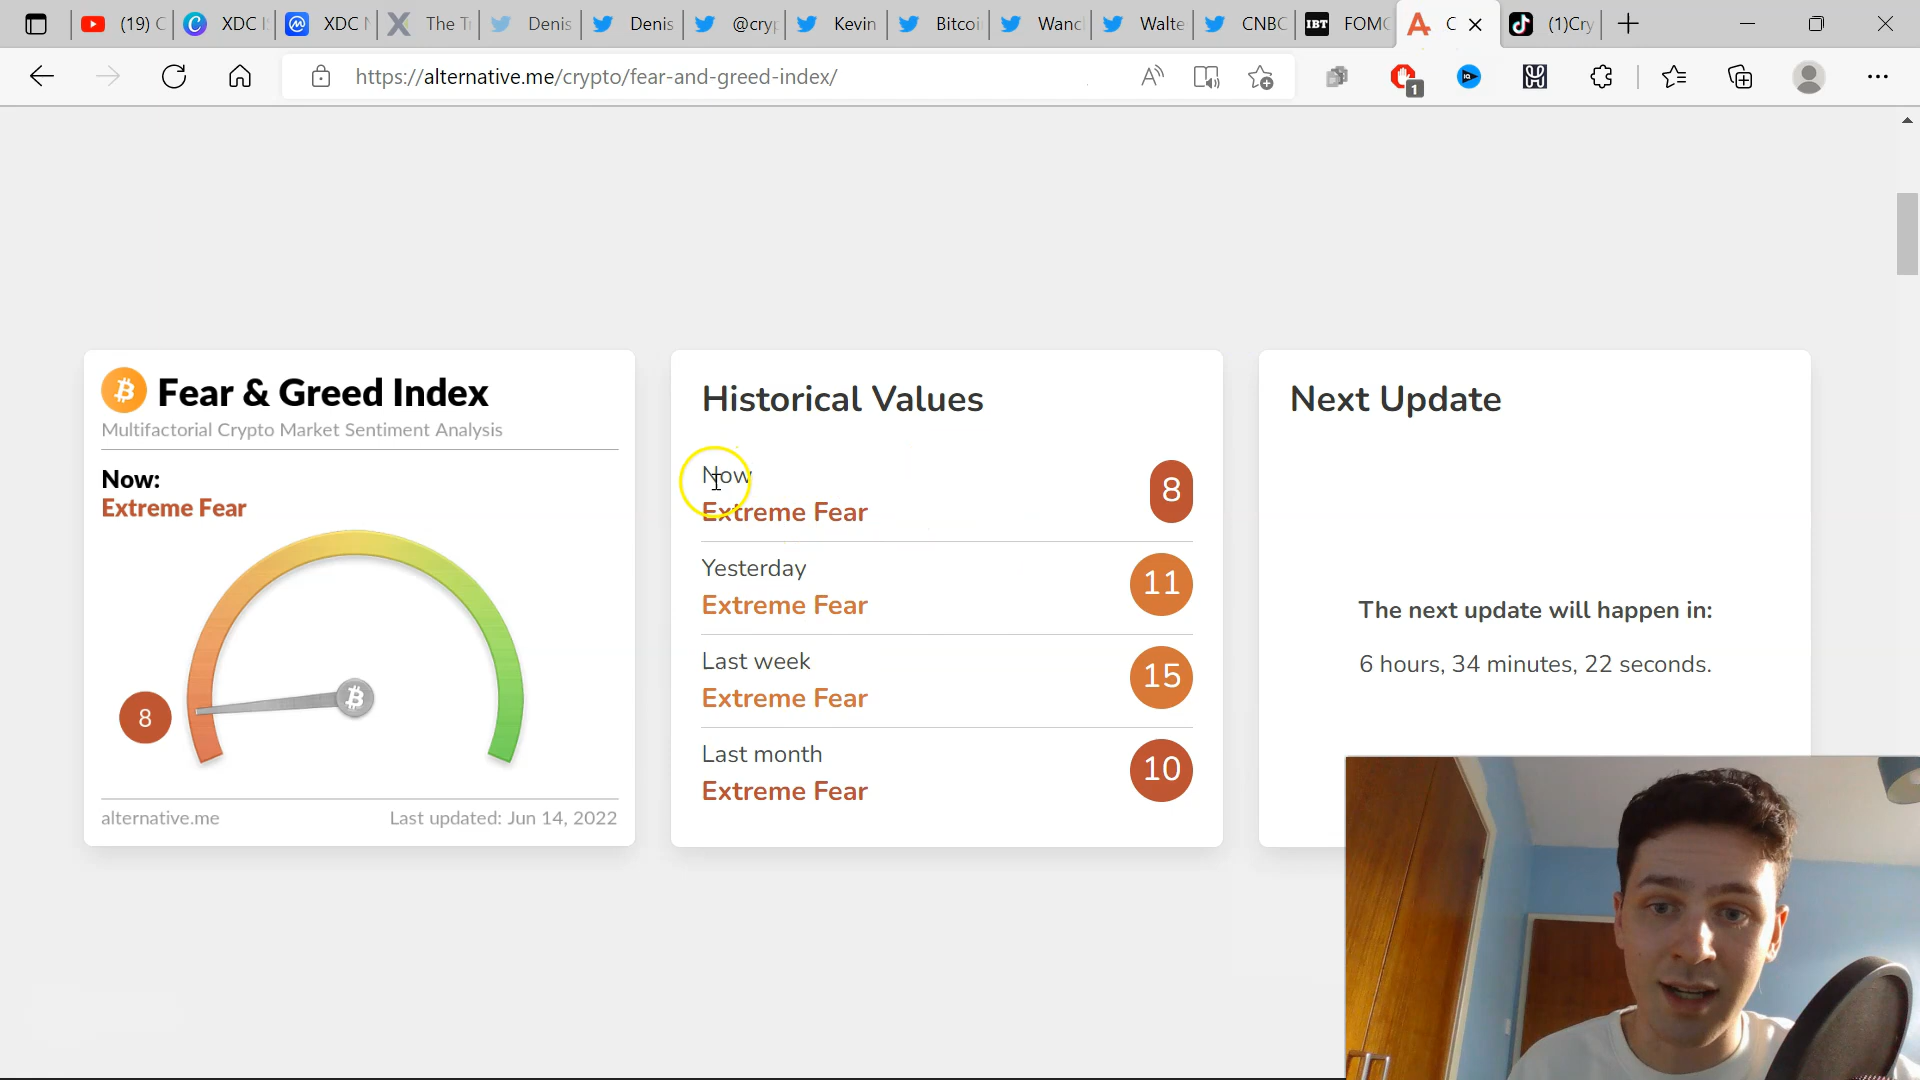 (19) C
XDC I
XDC N
The T
Denis
Denis
@cryp
Kevin
Bitcoi
Wanc
Walte
CNBC
IBT
FOMO
C
(1)Cry
https://alternative.me/crypto/fear-and-greed-index/
1
Fear & Greed Index
Multifactorial Crypto Market Sentiment Analysis
Now:
Extreme Fear
8
alternative.me
Last updated: Jun 14, 2022
Historical Values
Now
Extreme Fear
8
Yesterday
Extreme Fear
11
Last week
Extreme Fear
15
Last month
Extreme Fear
10
Next Update
The next update will happen in:
6 hours, 34 minutes, 22 seconds.